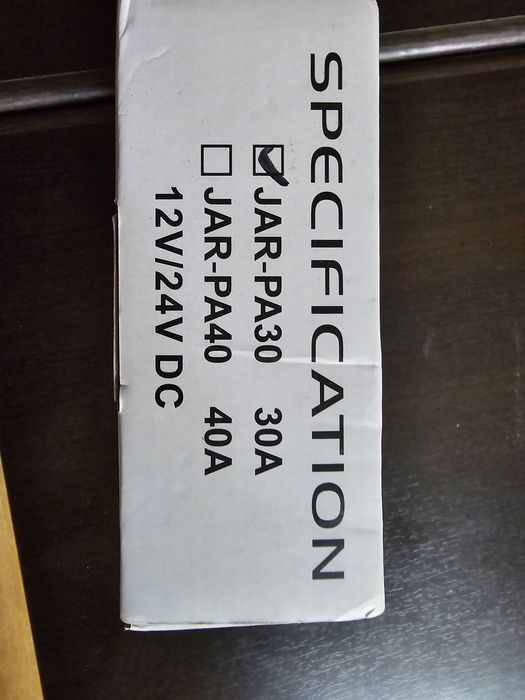 SPECIFICATION
☑ JAR-PA30 30A
☐ JAR-PA40 40A
12V/24V DC